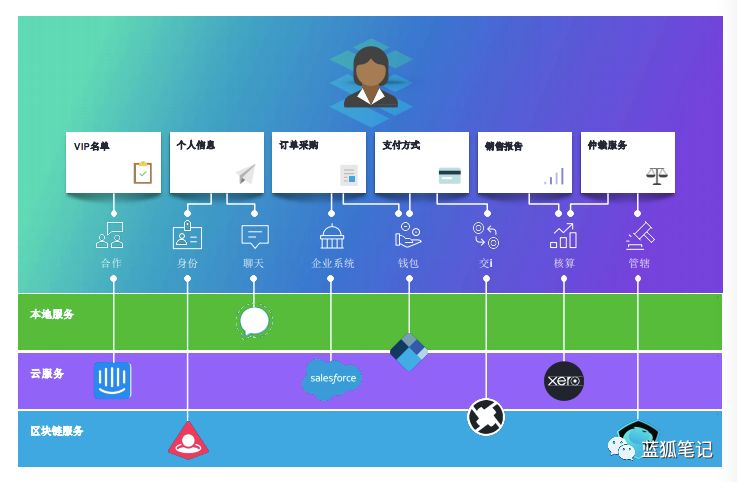 VIP名单
个人信息
订单采购
支付方式
销售报告
仲裁服务
合作
身份
聊天
企业系统
钱包
交i
核算
管辖
本地服务
云服务
salesforce
xero
区块链服务
蓝狐笔记